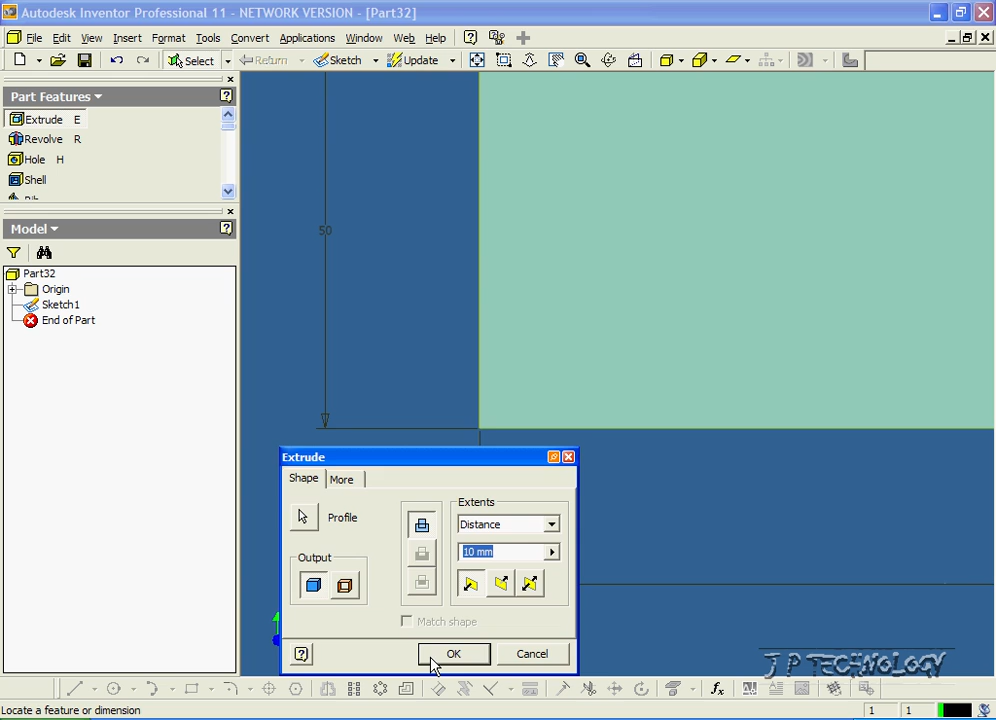 Autodesk Inventor Professional 11 - NETWORK VERSION - [Part32]
File Edit View Insert Format Tools Convert Applications Window Web Help
Select Return Sketch Update
Part Features
Extrude E
Revolve R
Hole H
Shell
Model
Part32
Origin
Sketch1
End of Part
50
Extrude
Shape More
Profile
Output
Extents
Distance
10 mm
Match shape
OK Cancel
J P TECHNOLOGY
Locate a feature or dimension 1 1